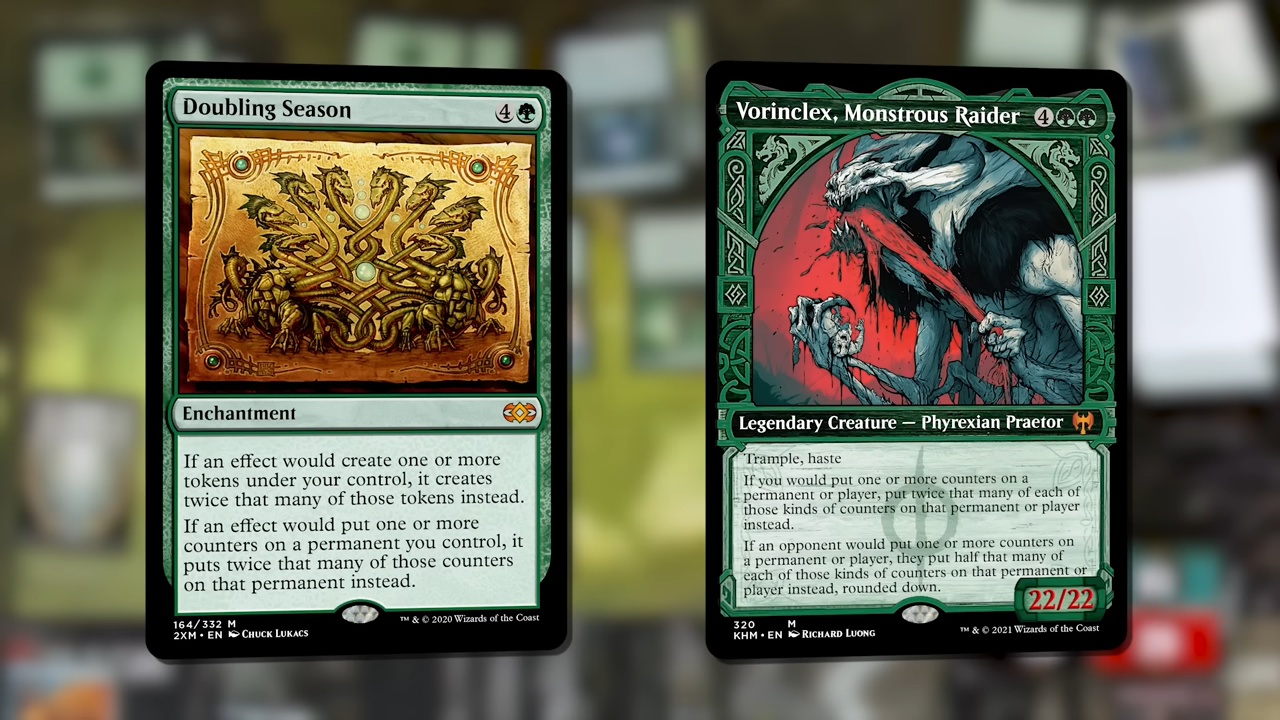 Doubling Season 4
Enchantment
If an effect would create one or more
tokens under your control, it creates
twice that many of those tokens instead.
If an effect would put one or more
counters on a permanent you control, it
puts twice that many of those counters
on that permanent instead.
164/332 M
2XM • EN Chuck Lukacs
™ & © 2020 Wizards of the Coast
Vorinclex, Monstrous Raider 4
Legendary Creature — Phyrexian Praetor
Trample, haste
If you would put one or more counters on a
permanent or player, put twice that many of each of
those kinds of counters on that permanent or player
instead.
If an opponent would put one or more counters on
a permanent or player, they put half that many of
each of those kinds of counters on that permanent or
player instead, rounded down.
22/22
320 M
KHM • EN Richard Luong
™ & © 2021 Wizards of the Coast